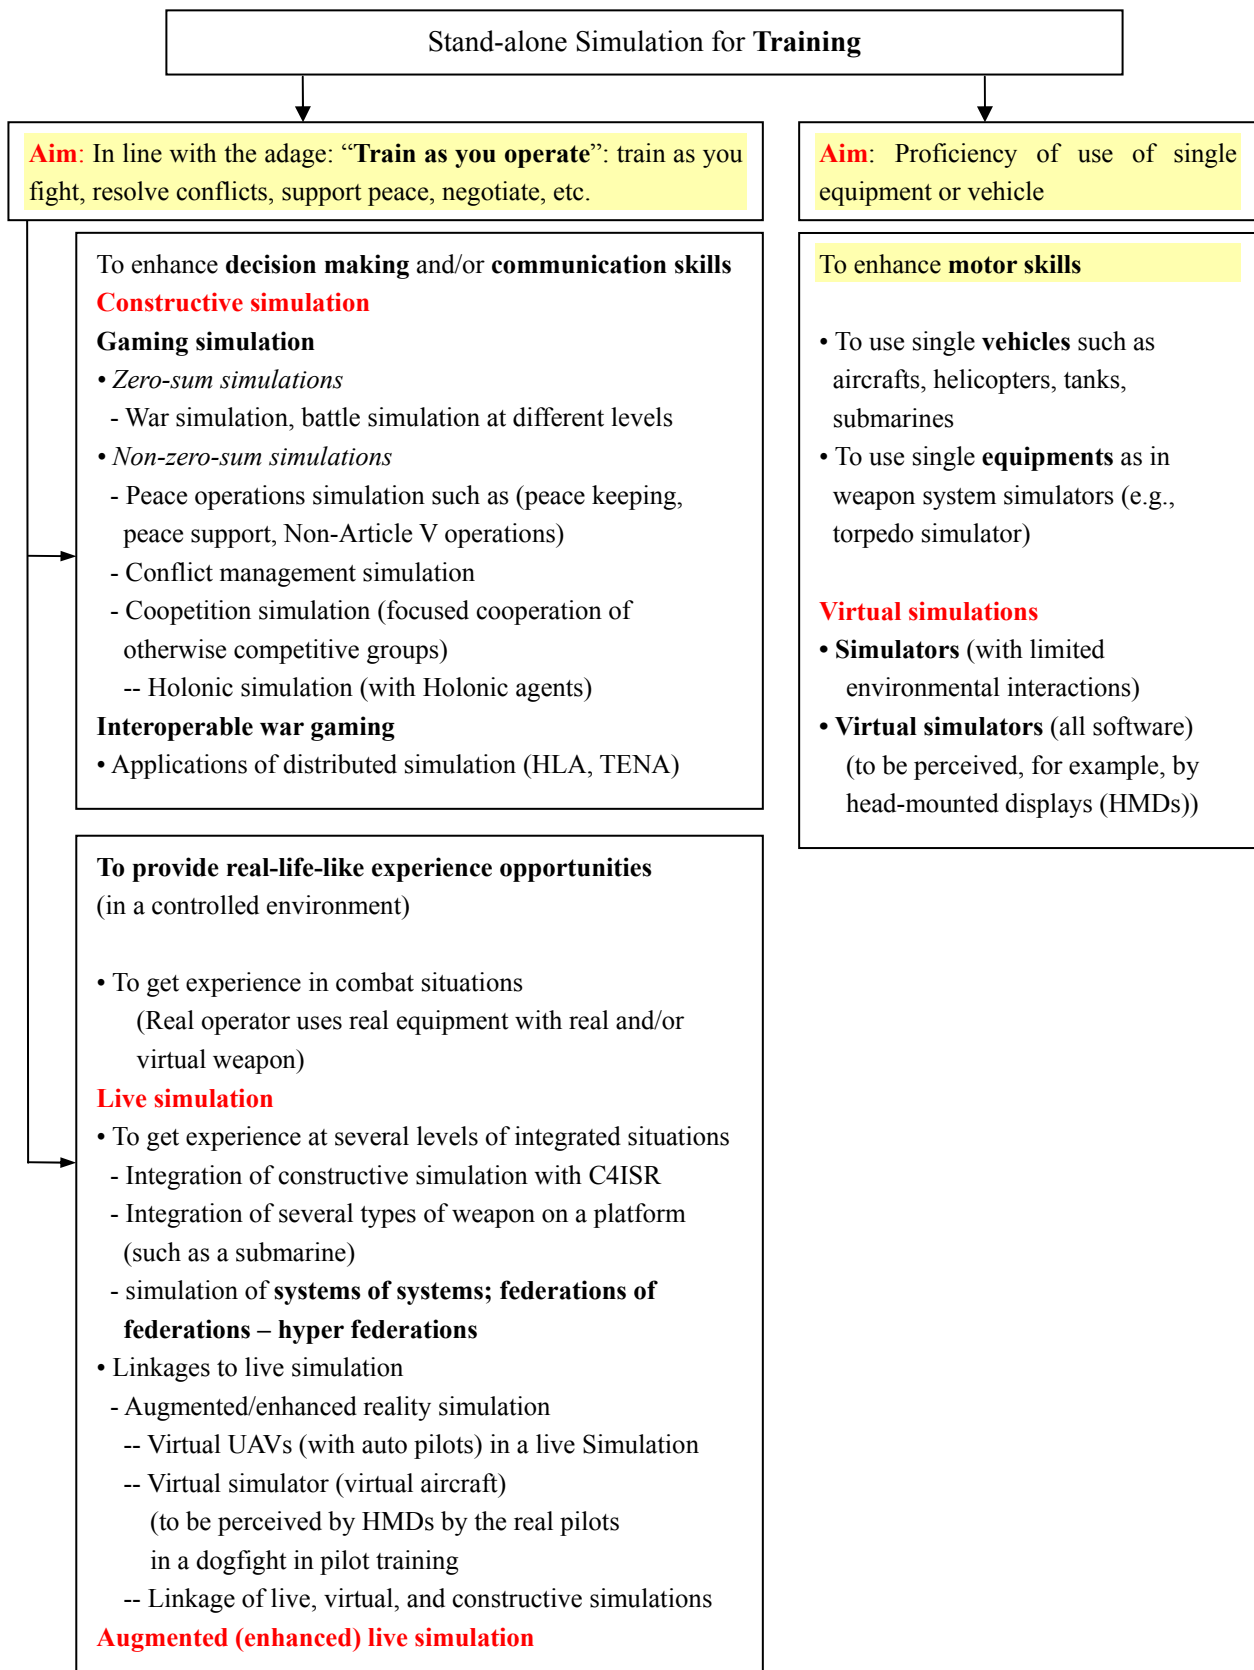 Stand-alone Simulation for Training
Aim: In line with the adage: “Train as you operate”: train as you
fight, resolve conflicts, support peace, negotiate, etc.
To enhance decision making and/or communication skills
Constructive simulation
Gaming simulation
• Zero-sum simulations
- War simulation, battle simulation at different levels
• Non-zero-sum simulations
- Peace operations simulation such as (peace keeping,
peace support, Non-Article V operations)
- Conflict management simulation
- Coopetition simulation (focused cooperation of
otherwise competitive groups)
-- Holonic simulation (with Holonic agents)
Interoperable war gaming
• Applications of distributed simulation (HLA, TENA)
To provide real-life-like experience opportunities
(in a controlled environment)
• To get experience in combat situations
(Real operator uses real equipment with real and/or
virtual weapon)
Live simulation
• To get experience at several levels of integrated situations
- Integration of constructive simulation with C4ISR
- Integration of several types of weapon on a platform
(such as a submarine)
- simulation of systems of systems; federations of
federations – hyper federations
• Linkages to live simulation
- Augmented/enhanced reality simulation
-- Virtual UAVs (with auto pilots) in a live Simulation
-- Virtual simulator (virtual aircraft)
(to be perceived by HMDs by the real pilots
in a dogfight in pilot training
-- Linkage of live, virtual, and constructive simulations
Augmented (enhanced) live simulation
Aim: Proficiency of use of single
equipment or vehicle
To enhance motor skills
• To use single vehicles such as
aircrafts, helicopters, tanks,
submarines
• To use single equipments as in
weapon system simulators (e.g.,
torpedo simulator)
Virtual simulations
• Simulators (with limited
environmental interactions)
• Virtual simulators (all software)
(to be perceived, for example, by
head-mounted displays (HMDs))